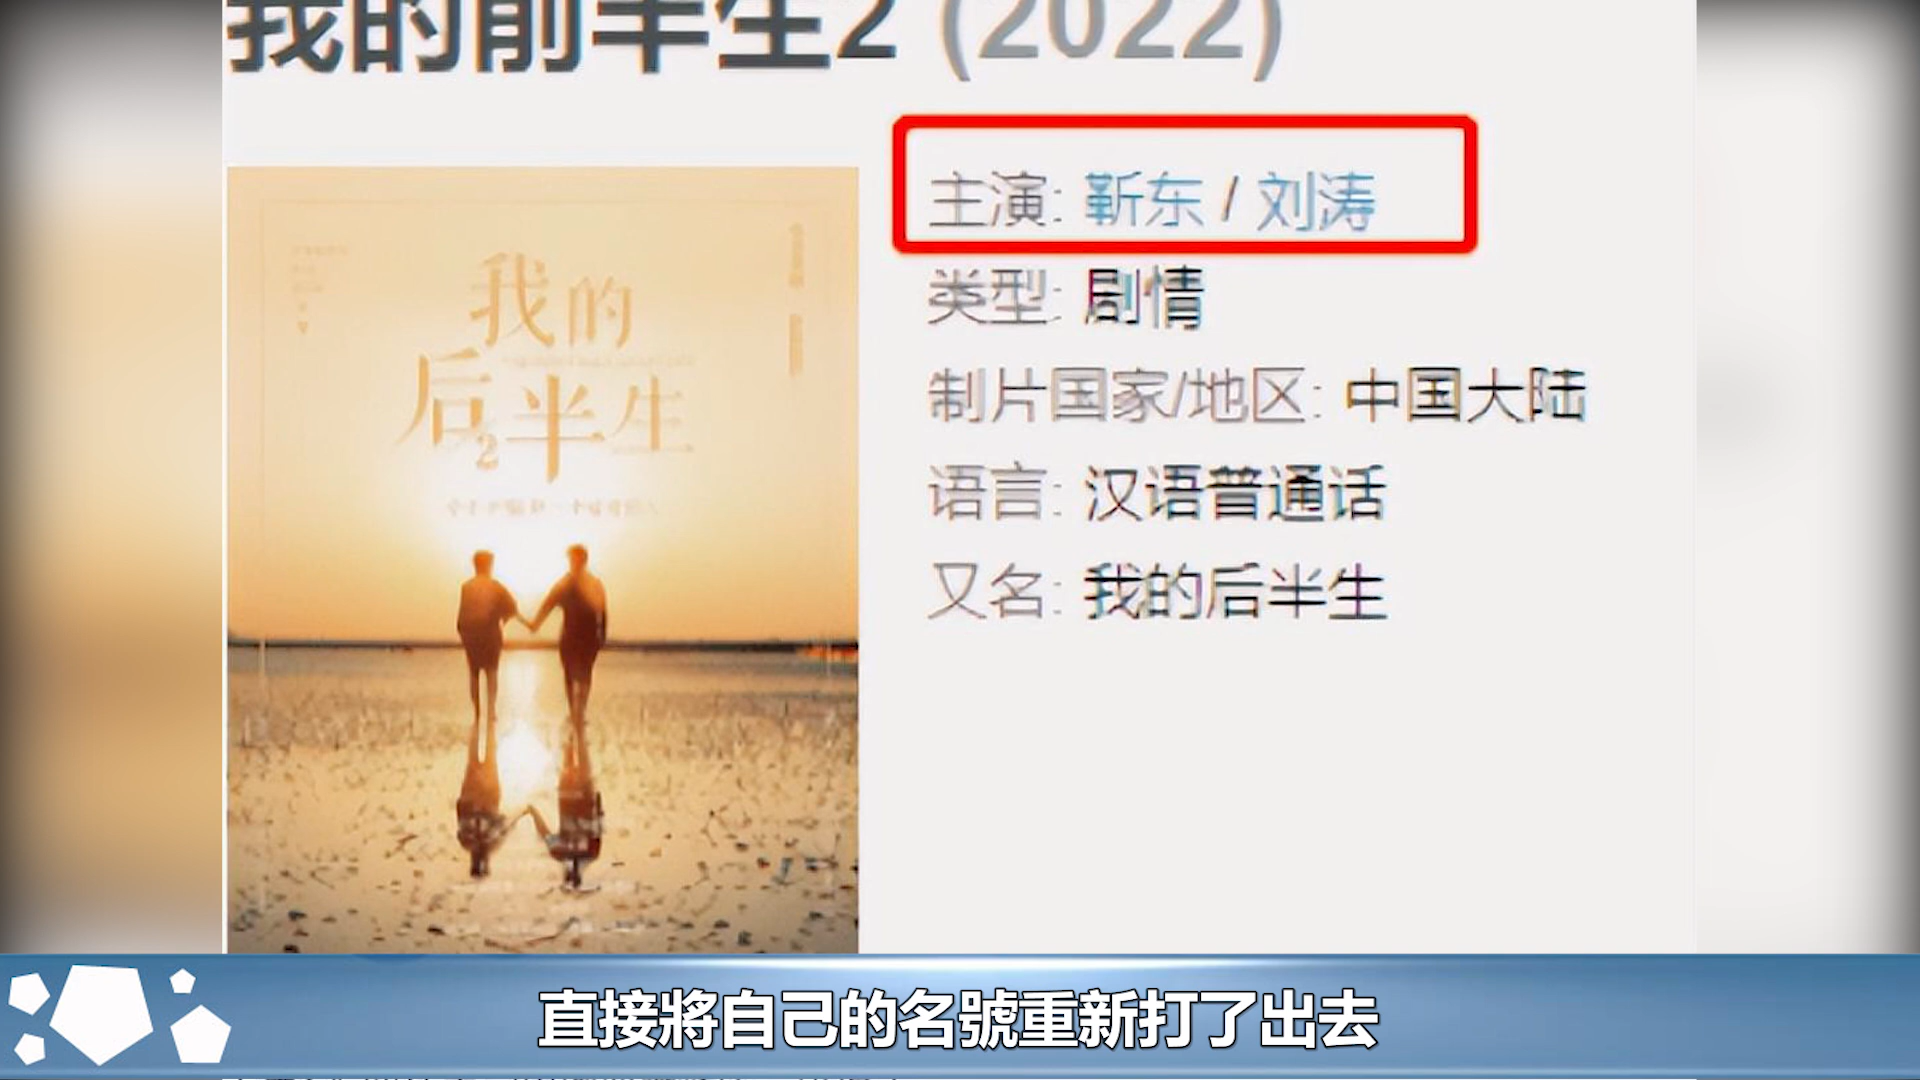 我的前半生2 (2022)
主演: 靳东 / 刘涛
类型: 剧情
制片国家/地区: 中国大陆
语言: 汉语普通话
又名: 我的后半生
我的
后半生
2
直接將自己的名號重新打了出去